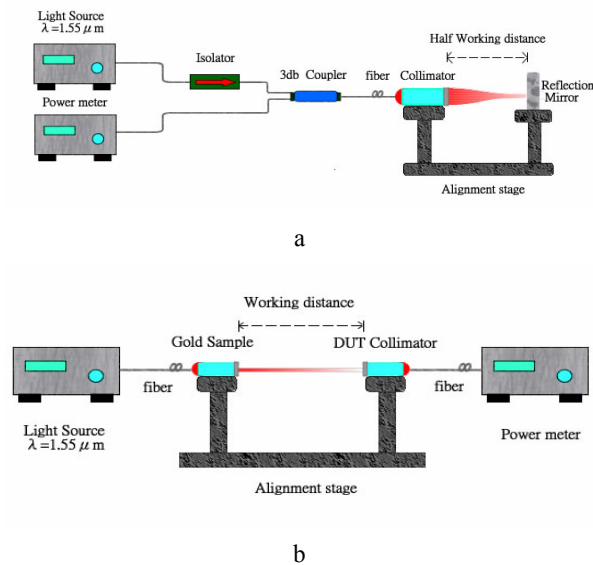 Light Source
λ=1.55 μ m
Isolator
Power meter
3db Coupler
fiber
Collimator
Half Working distance
Reflection
Mirror
Alignment stage
a
Working distance
Gold Sample
DUT Collimator
fiber
fiber
Light Source
λ=1.55 μ m
Power meter
Alignment stage
b